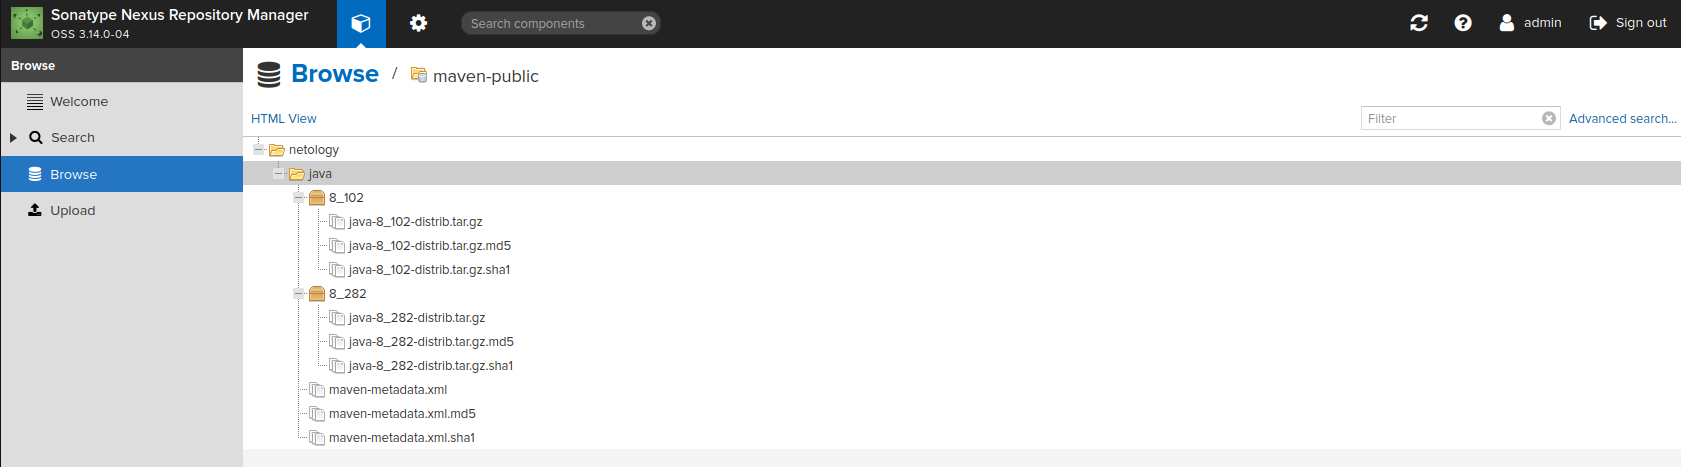 Sonatype Nexus Repository Manager
OSS 3.14.0-04
Search components
admin
Sign out
Browse
Welcome
Search
Browse
Upload
Browse / maven-public
HTML View
Filter
Advanced search...
netology
java
8_102
java-8_102-distrib.tar.gz
java-8_102-distrib.tar.gz.md5
java-8_102-distrib.tar.gz.sha1
8_282
java-8_282-distrib.tar.gz
java-8_282-distrib.tar.gz.md5
java-8_282-distrib.tar.gz.sha1
maven-metadata.xml
maven-metadata.xml.md5
maven-metadata.xml.sha1